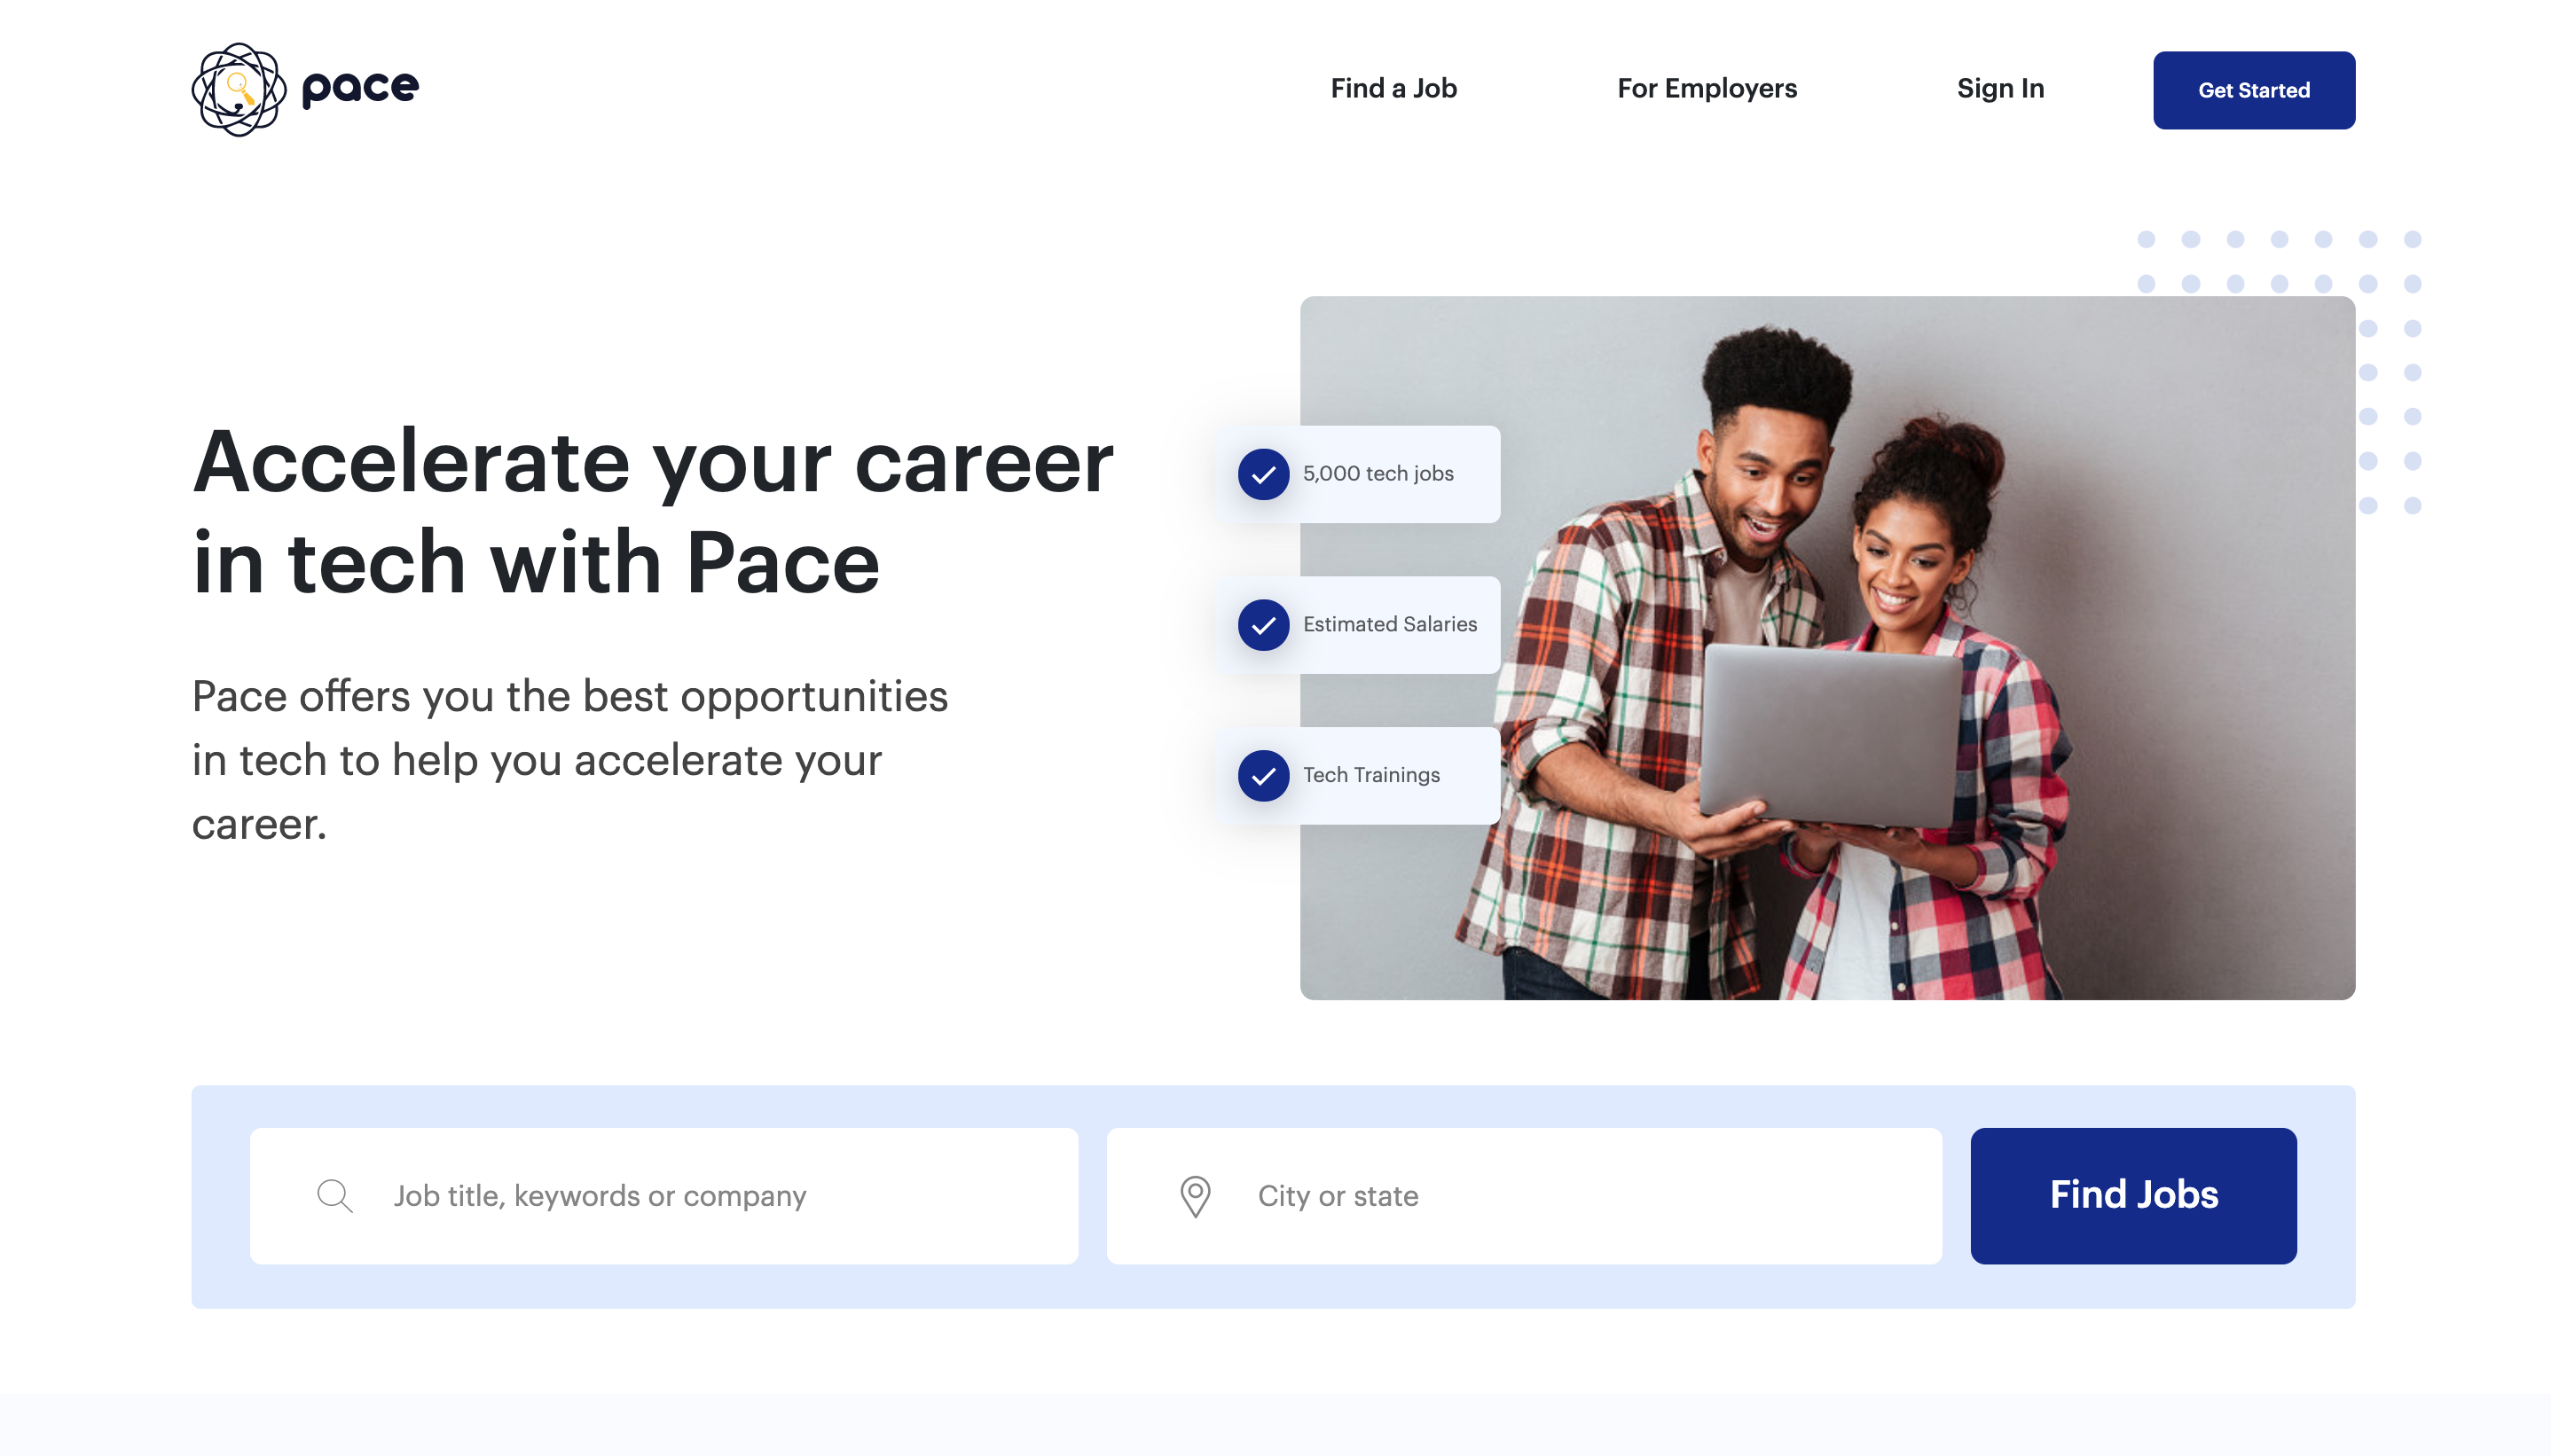 pace
Find a Job
For Employers
Sign In
Get Started
Accelerate your career
in tech with Pace
Pace offers you the best opportunities
in tech to help you accelerate your
career.
5,000 tech jobs
Estimated Salaries
Tech Trainings
Job title, keywords or company
City or state
Find Jobs